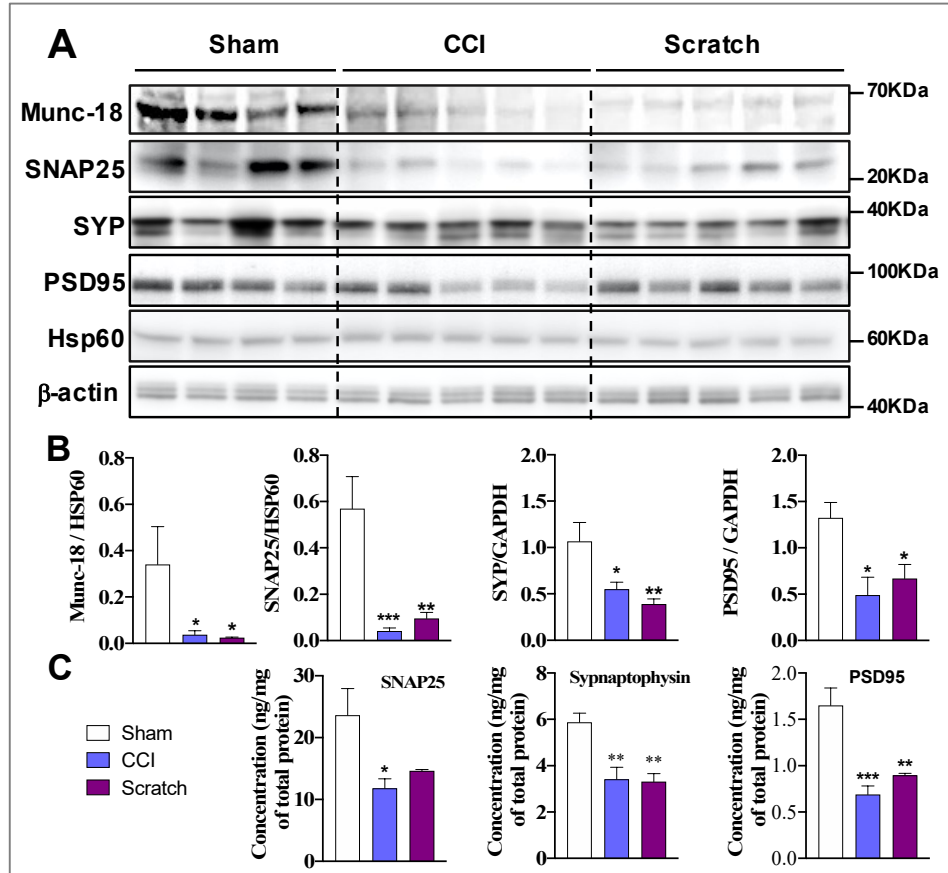 A
Sham CCI Scratch
Munc-18 70KDa
SNAP25 20KDa
SYP 40KDa
PSD95 100KDa
Hsp60 60KDa
β-actin 40KDa
B
Munc-18 / HSP60
0.8
0.6
0.4
0.2
0.0
* *
SNAP25/HSP60
0.8
0.6
0.4
0.2
0.0
*** **
SYP/GAPDH
2.0
1.5
1.0
0.5
0.0
* **
PSD95 / GAPDH
2.0
1.5
1.0
0.5
0.0
* *
C
Sham
CCI
Scratch
Concentration (ng/mg
of total protein)
30
20
10
0
SNAP25
*
Concentration (ng/mg
of total protein)
8
6
4
2
0
Sypnaptophysin
** **
Concentration (ng/mg
of total protein)
2.0
1.5
1.0
0.5
0.0
PSD95
*** **